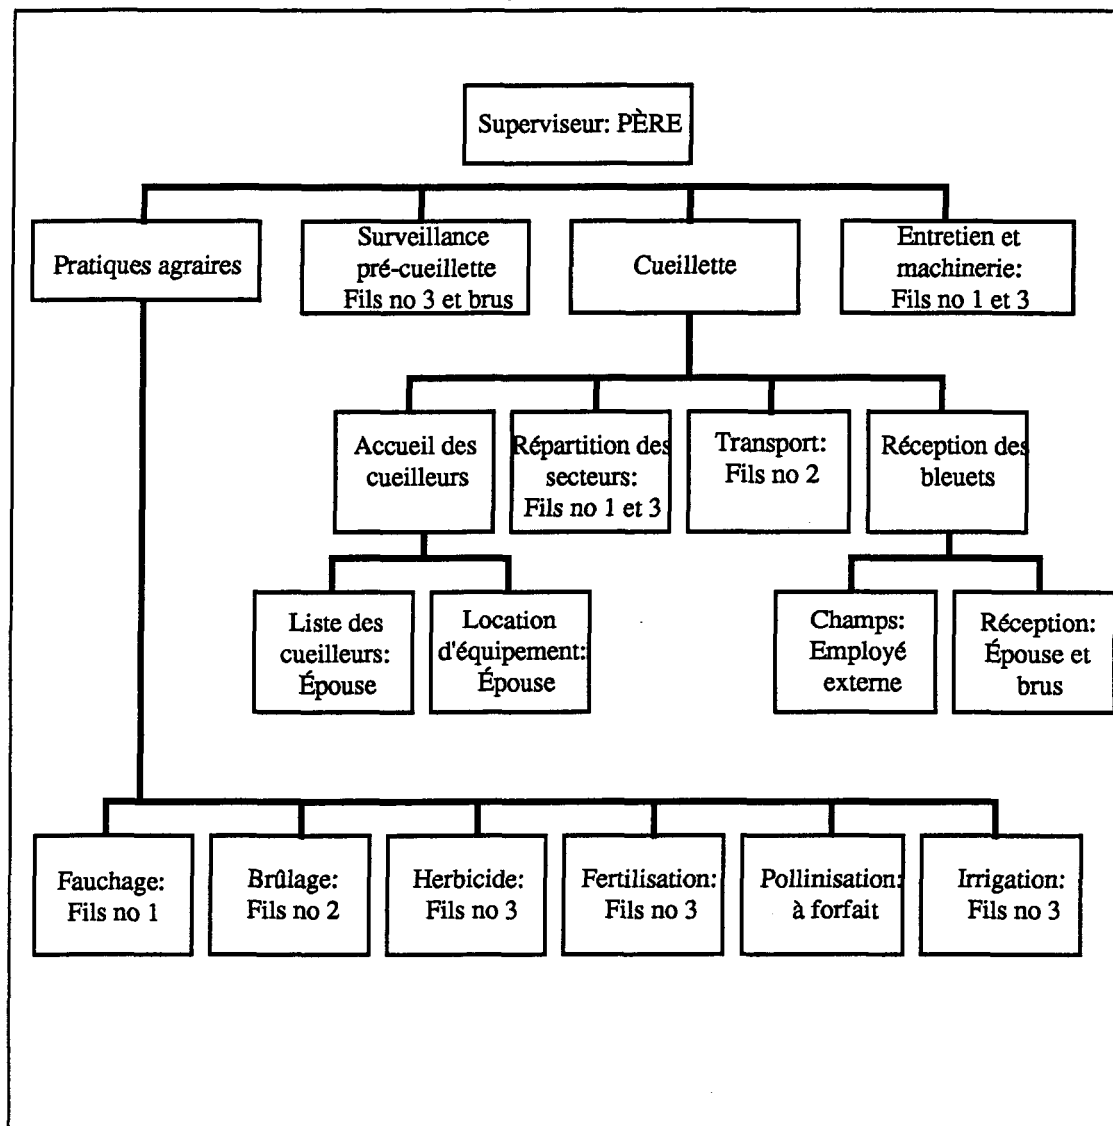 Superviseur: PÈRE
Pratiques agraires
Surveillance
pré-cueillette
Fils no 3 et brus
Cueillette
Entretien et
machinerie:
Fils no 1 et 3
Accueil des
cueilleurs
Répartition des
secteurs:
Fils no 1 et 3
Transport:
Fils no 2
Réception des
bleuets
Liste des
cueilleurs:
Épouse
Location
d'équipement:
Épouse
Champs:
Employé
externe
Réception:
Épouse et
brus
Fauchage:
Fils no 1
Brûlage:
Fils no 2
Herbicide:
Fils no 3
Fertilisation:
Fils no 3
Pollinisation:
à forfait
Irrigation:
Fils no 3